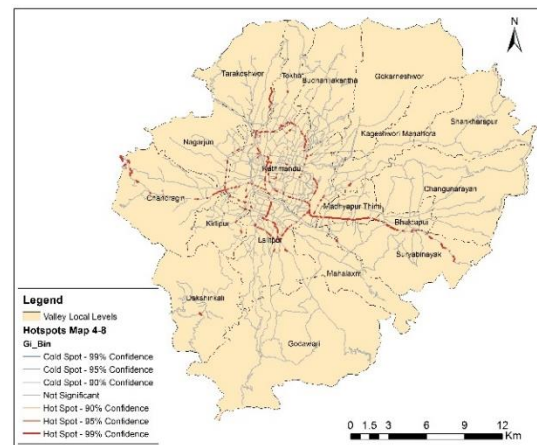 N
Tarakeshwor
Tokha
Budhanilkantha
Gokarneshwor
Shankharapur
Nagarjun
Kageshwori Manahora
Kathmandu
Changunarayan
Chandragiri
Madhyapur Thimi
Bhaktapur
Kirtipur
Lalitpur
Suryabinayak
Mahalaxmi
Dakshinkali
Godawari
Legend
Valley Local Levels
Hotspots Map 4-8
Gi_Bin
Cold Spot - 99% Confidence
Cold Spot - 95% Confidence
Cold Spot - 90% Confidence
Not Significant
Hot Spot - 90% Confidence
Hot Spot - 95% Confidence
Hot Spot - 99% Confidence
0 1.5 3 6 9 12
Km